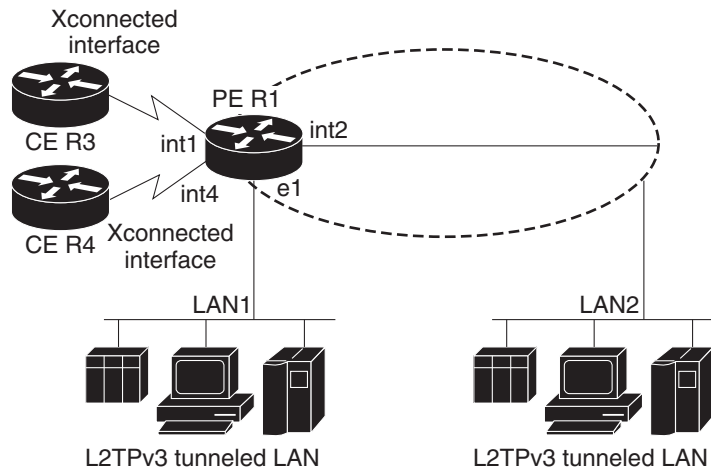 Xconnected
interface
PE R1
int1
int2
CE R3
e1
int4
Xconnected
interface
CE R4
LAN1
LAN2
L2TPv3 tunneled LAN
L2TPv3 tunneled LAN